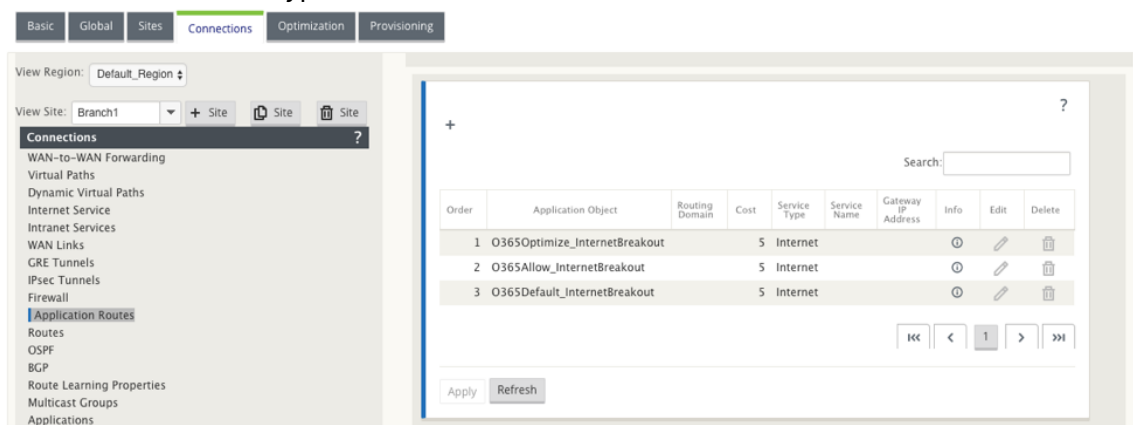 Basic Global Sites Connections Optimization Provisioning
View Region: Default_Region
View Site: Branch1 + Site Site Site
Connections ?
WAN-to-WAN Forwarding
Virtual Paths
Dynamic Virtual Paths
Internet Service
Intranet Services
WAN Links
GRE Tunnels
IPsec Tunnels
Firewall
Application Routes
Routes
OSPF
BGP
Route Learning Properties
Multicast Groups
Applications
?
+
Search:
Order Application Object Routing Domain Cost Service Type Service Name Gateway IP Address Info Edit Delete
1 O365Optimize_InternetBreakout 5 Internet
2 O365Allow_InternetBreakout 5 Internet
3 O365Default_InternetBreakout 5 Internet
1
Apply Refresh